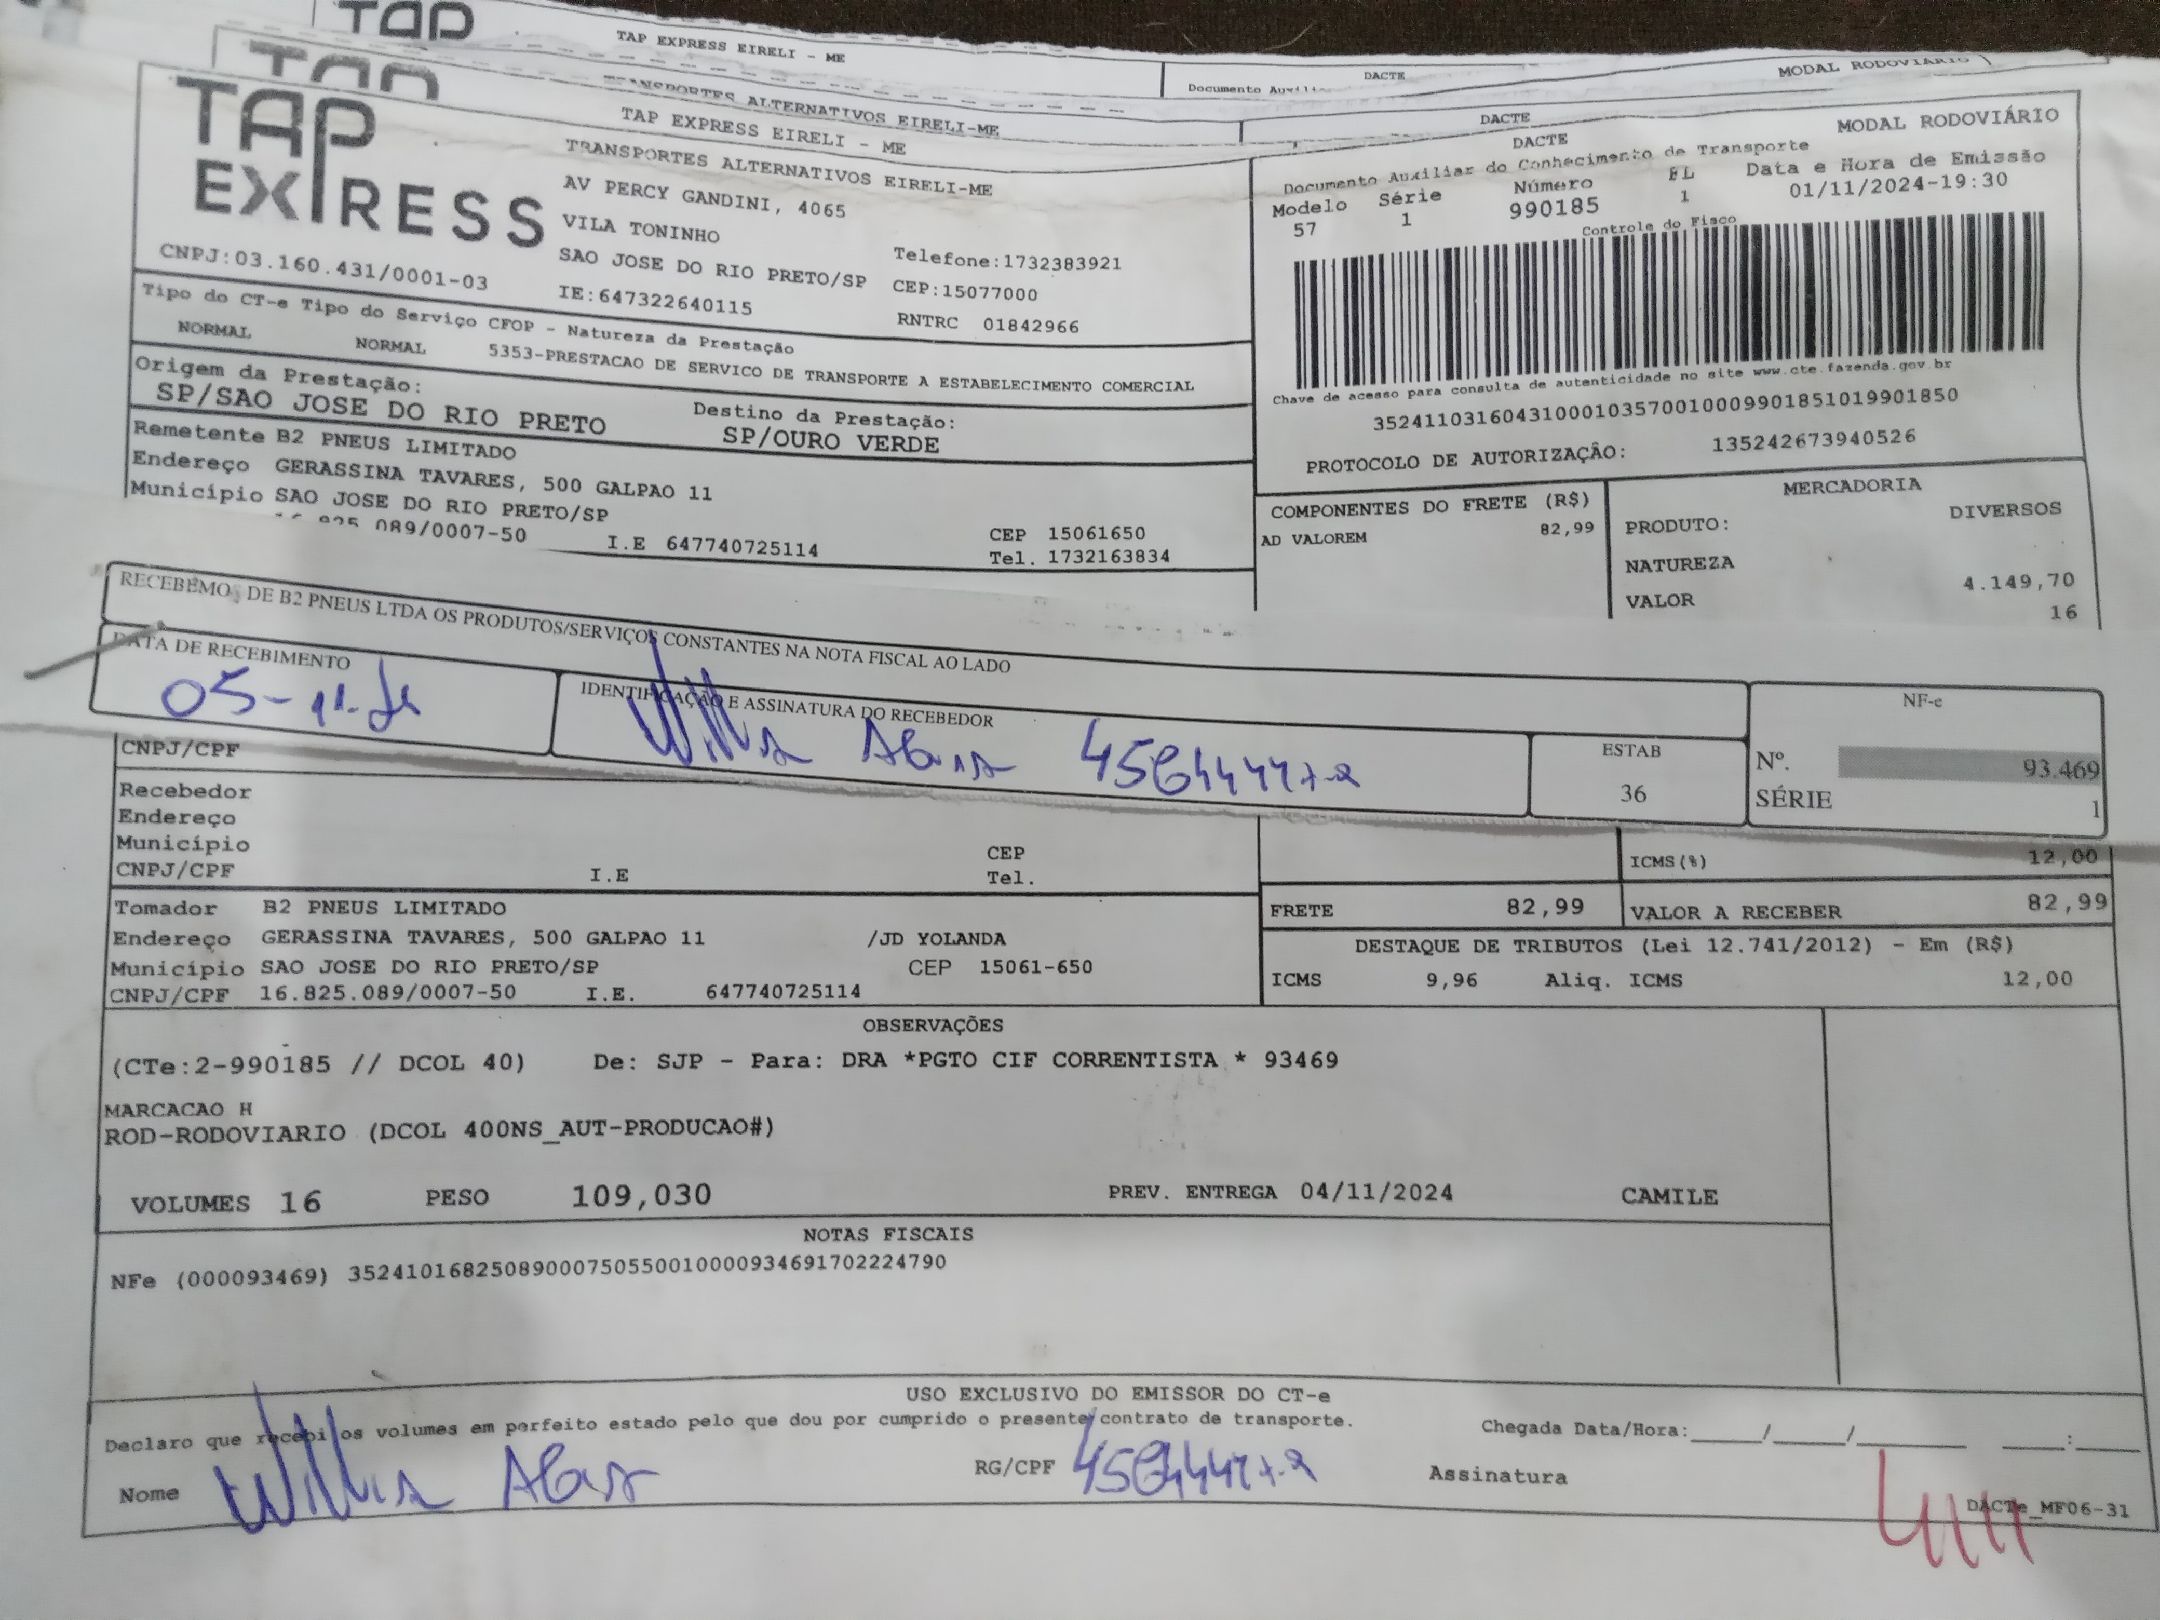 TAP
TAP EXPRESS EIRELI - ME
DACTE
MODAL RODOVIÁRIO
Documento
TRANSPORTES ALTERNATIVOS EIRELI-ME
DACTE
TAP EXPRESS
TAP EXPRESS EIRELI - ME
TRANSPORTES ALTERNATIVOS EIRELI-ME
AV PERCY GANDINI, 4065
VILA TONINHO
SAO JOSE DO RIO PRETO/SP
IE:647322640115
Telefone:1732383921
CEP:15077000
RNTRC 01842966
CNPJ:03.160.431/0001-03
DACTE
MODAL RODOVIÁRIO
Documento Auxiliar do Conhecimento de Transporte
Modelo Série Número FL Data e Hora de Emissão
57 1 990185 1 01/11/2024-19:30
Controle do Fisco
Chave de acesso para consulta de autenticidade no site www.cte.fazenda.gov.br
35241103160431000103570010009901851019901850
PROTOCOLO DE AUTORIZAÇÃO: 135242673940526
Tipo do CT-e Tipo do Serviço CFOP - Natureza da Prestação
NORMAL NORMAL 5353-PRESTACAO DE SERVICO DE TRANSPORTE A ESTABELECIMENTO COMERCIAL
Origem da Prestação:
SP/SAO JOSE DO RIO PRETO
Destino da Prestação:
SP/OURO VERDE
Remetente B2 PNEUS LIMITADO
Endereço GERASSINA TAVARES, 500 GALPAO 11
Município SAO JOSE DO RIO PRETO/SP
CEP 15061650
16.825.089/0007-50 I.E 647740725114
Tel. 1732163834
COMPONENTES DO FRETE (R$)
AD VALOREM 82,99
MERCADORIA
PRODUTO: DIVERSOS
NATUREZA
VALOR 4.149,70
16
RECEBEMOS DE B2 PNEUS LTDA OS PRODUTOS/SERVIÇOS CONSTANTES NA NOTA FISCAL AO LADO
DATA DE RECEBIMENTO
05-11-
IDENTIFICAÇÃO E ASSINATURA DO RECEBEDOR
ESTAB
36
NF-e
Nº. 93.469
SÉRIE 1
CNPJ/CPF
Recebedor
Endereço
Município CEP
CNPJ/CPF I.E Tel.
ICMS(%) 12,00
Tomador B2 PNEUS LIMITADO
Endereço GERASSINA TAVARES, 500 GALPAO 11 /JD YOLANDA
Município SAO JOSE DO RIO PRETO/SP CEP 15061-650
CNPJ/CPF 16.825.089/0007-50 I.E. 647740725114
FRETE 82,99 VALOR A RECEBER 82,99
DESTAQUE DE TRIBUTOS (Lei 12.741/2012) - Em (R$)
ICMS 9,96 Aliq. ICMS 12,00
OBSERVAÇÕES
(CTe:2-990185 // DCOL 40) De: SJP - Para: DRA *PGTO CIF CORRENTISTA * 93469
MARCACAO H
ROD-RODOVIARIO (DCOL 400NS_AUT-PRODUCAO#)
VOLUMES 16 PESO 109,030 PREV. ENTREGA 04/11/2024 CAMILE
NOTAS FISCAIS
NFe (000093469) 35241016825089000750550010000934691702224790
USO EXCLUSIVO DO EMISSOR DO CT-e
Declaro que recebi os volumes em perfeito estado pelo que dou por cumprido o presente contrato de transporte.
Chegada Data/Hora:_____/_____/_______ ____:____
Nome
RG/CPF
Assinatura
DACTe_MF06-31